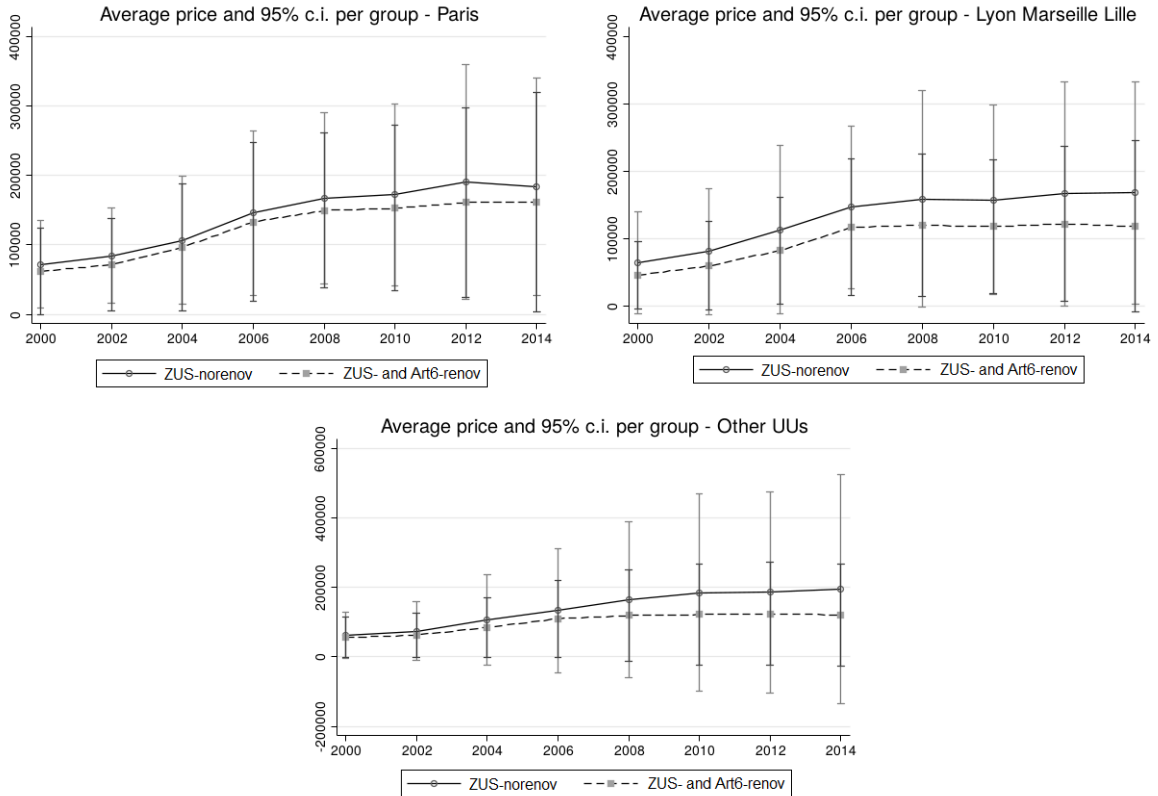 Average price and 95% c.i. per group - Paris
400000
300000
200000
100000
0
2000 2002 2004 2006 2008 2010 2012 2014
ZUS-norenov ZUS- and Art6-renov
Average price and 95% c.i. per group - Lyon Marseille Lille
400000
300000
200000
100000
0
2000 2002 2004 2006 2008 2010 2012 2014
ZUS-norenov ZUS- and Art6-renov
Average price and 95% c.i. per group - Other UUs
600000
400000
200000
0
-200000
2000 2002 2004 2006 2008 2010 2012 2014
ZUS-norenov ZUS- and Art6-renov